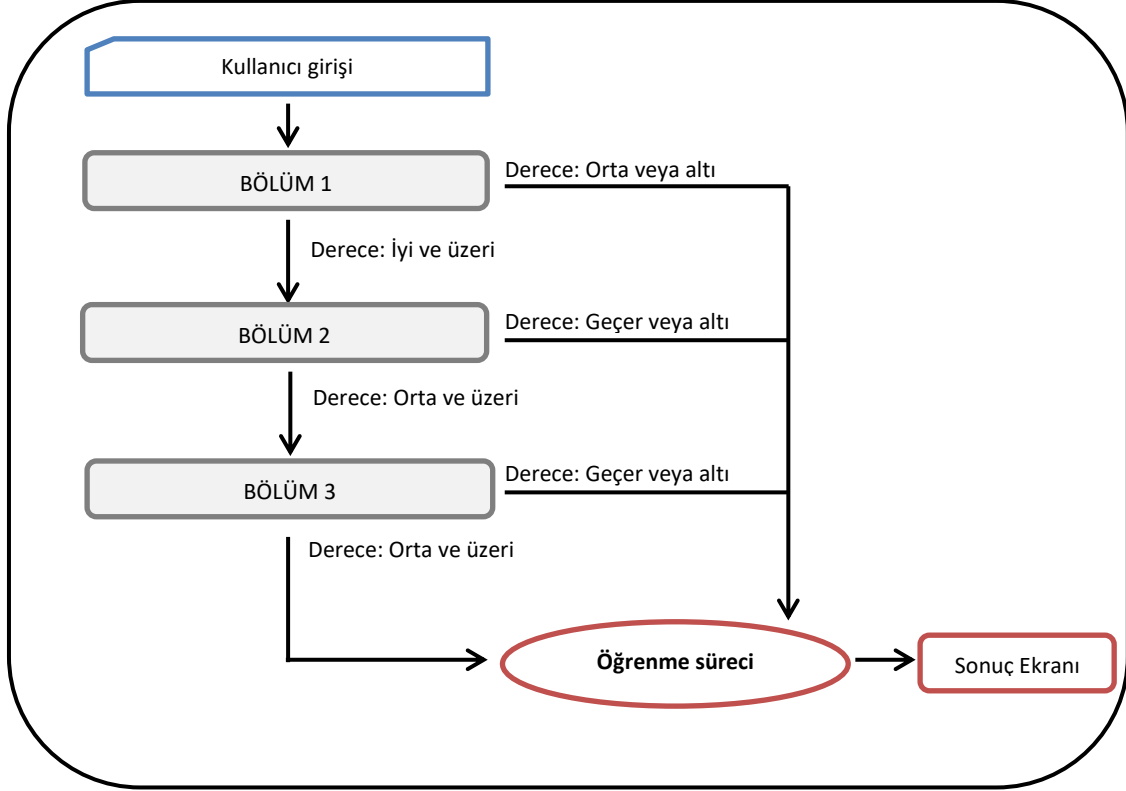 Kullanıcı girişi
BÖLÜM 1
Derece: Orta veya altı
Derece: İyi ve üzeri
BÖLÜM 2
Derece: Geçer veya altı
Derece: Orta ve üzeri
BÖLÜM 3
Derece: Geçer veya altı
Derece: Orta ve üzeri
Öğrenme süreci
Sonuç Ekranı